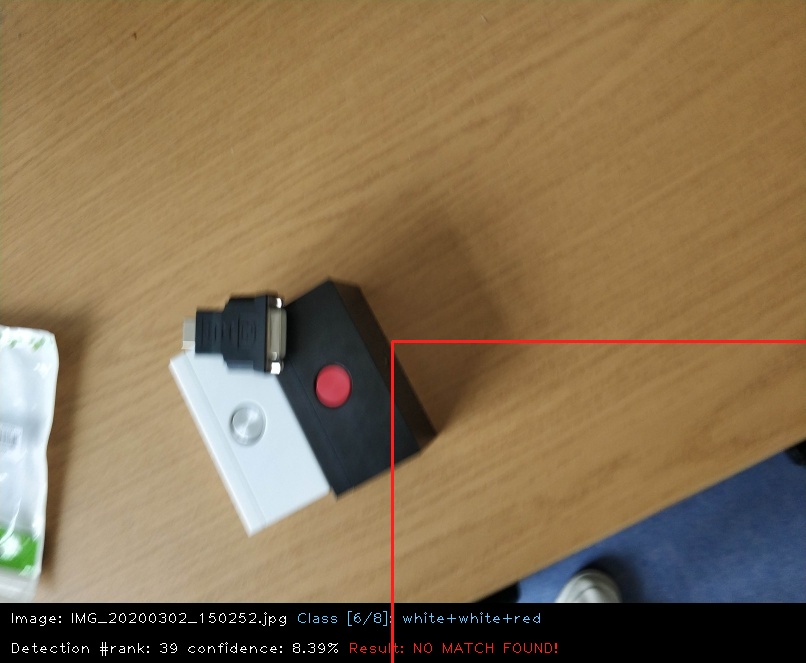 Image: IMG_20200302_150252.jpg Class [6/8]: white+white+red
Detection #rank: 39 confidence: 8.39% Result: NO MATCH FOUND!